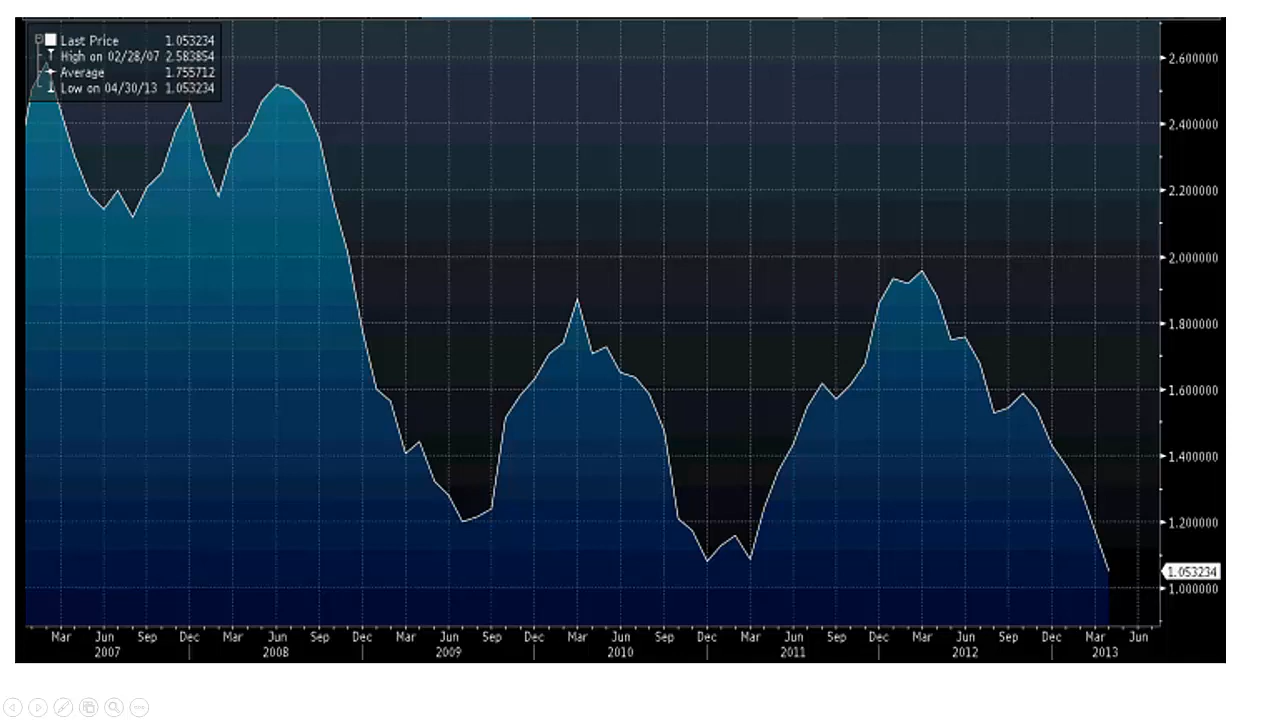 Last Price 1.053234
High on 02/28/07 2.583854
Average 1.755712
Low on 04/30/13 1.053234
2.600000
2.400000
2.200000
2.000000
1.800000
1.600000
1.400000
1.200000
1.053234
1.000000
Mar Jun Sep Dec Mar Jun Sep Dec Mar Jun Sep Dec Mar Jun Sep Dec Mar Jun Sep Dec Mar Jun Sep Dec Mar Jun
2007 2008 2009 2010 2011 2012 2013